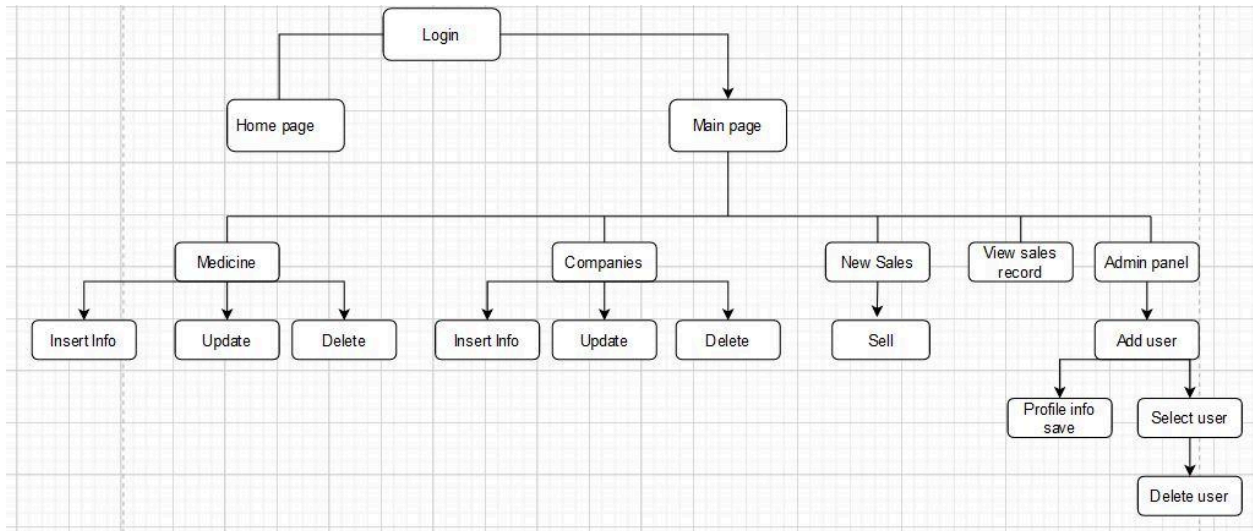 Login
Home page
Main page
Medicine
Companies
New Sales
View sales
record
Admin panel
Insert Info
Update
Delete
Insert Info
Update
Delete
Sell
Add user
Profile info
save
Select user
Delete user